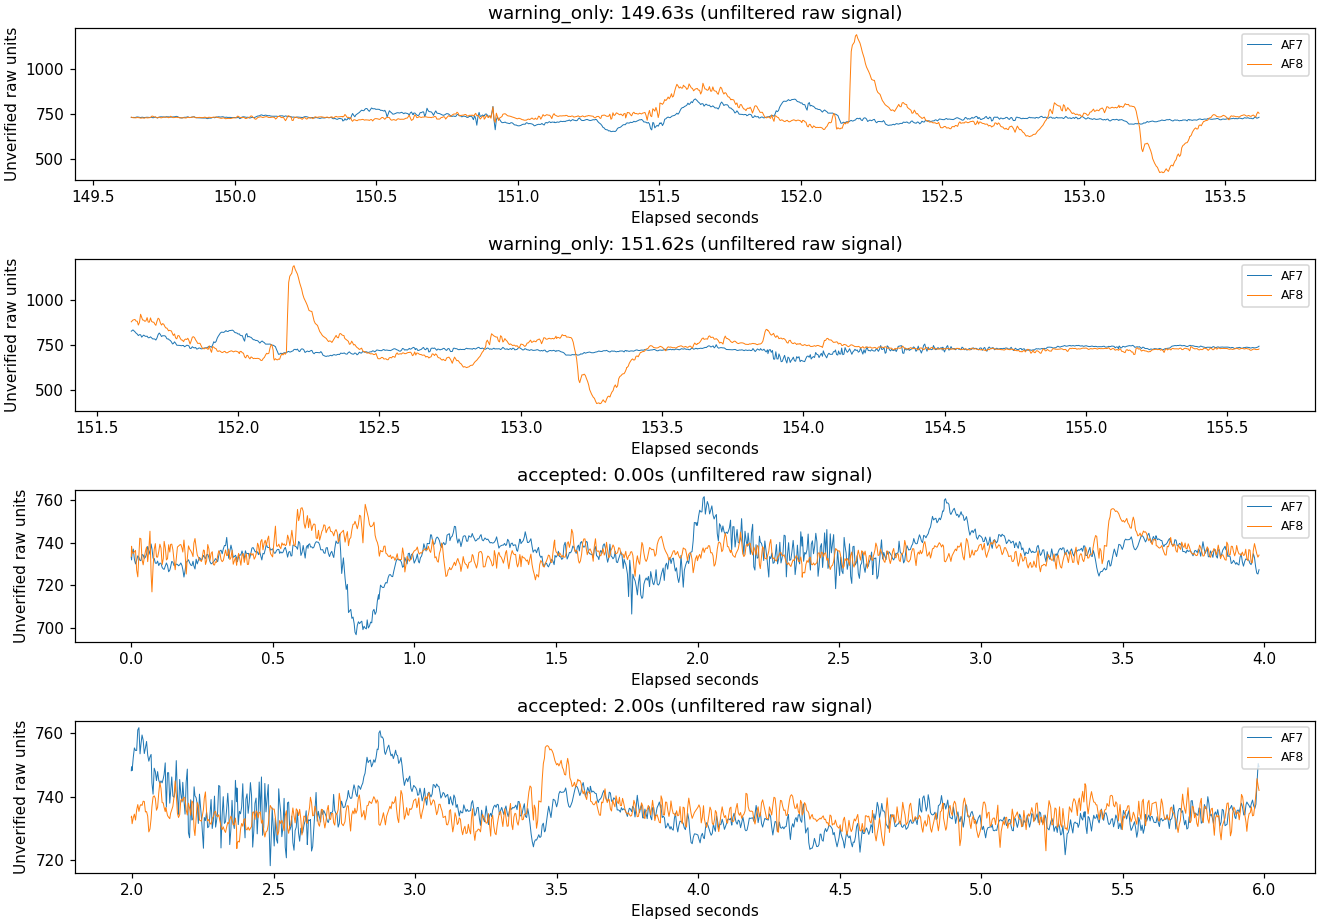 warning_only: 149.63s (unfiltered raw signal)
Unverified raw units
1000
750
500
AF7
AF8
149.5 150.0 150.5 151.0 151.5 152.0 152.5 153.0 153.5
Elapsed seconds
warning_only: 151.62s (unfiltered raw signal)
Unverified raw units
1000
750
500
AF7
AF8
151.5 152.0 152.5 153.0 153.5 154.0 154.5 155.0 155.5
Elapsed seconds
accepted: 0.00s (unfiltered raw signal)
Unverified raw units
760
740
720
700
AF7
AF8
0.0 0.5 1.0 1.5 2.0 2.5 3.0 3.5 4.0
Elapsed seconds
accepted: 2.00s (unfiltered raw signal)
Unverified raw units
760
740
720
AF7
AF8
2.0 2.5 3.0 3.5 4.0 4.5 5.0 5.5 6.0
Elapsed seconds